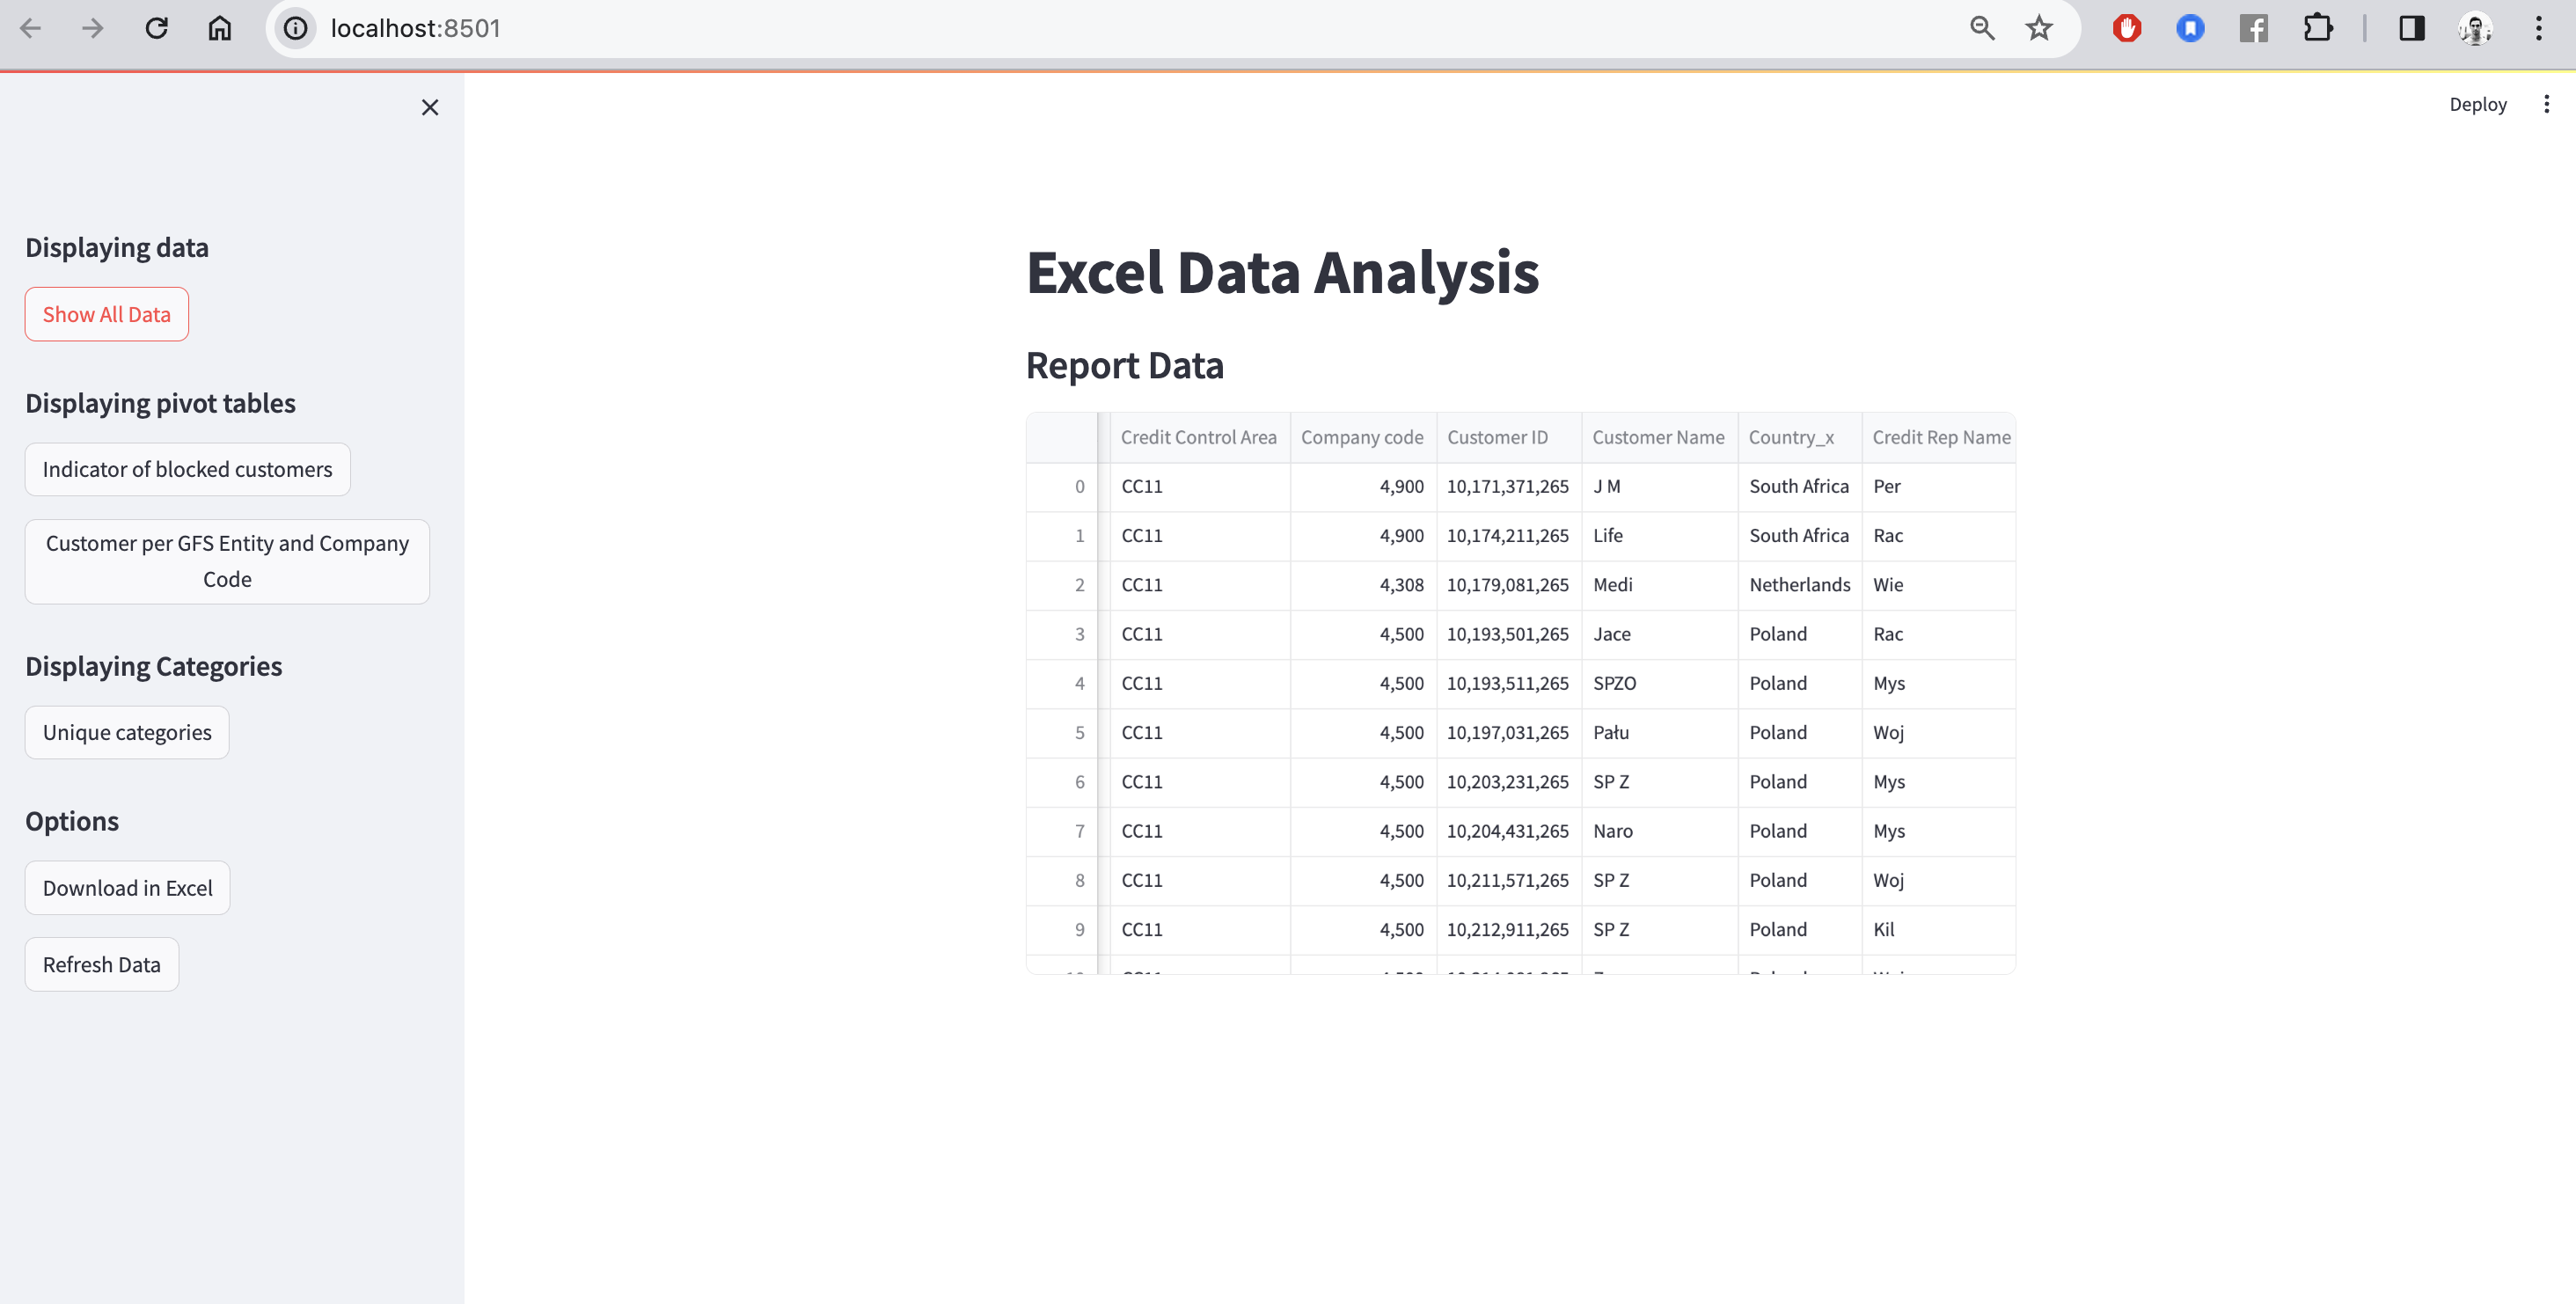 localhost:8501
Deploy
Displaying data
Show All Data
Displaying pivot tables
Indicator of blocked customers
Customer per GFS Entity and Company
Code
Displaying Categories
Unique categories
Options
Download in Excel
Refresh Data
Excel Data Analysis
Report Data
Credit Control Area Company code Customer ID Customer Name Country_x Credit Rep Name
0 CC11 4,900 10,171,371,265 J M South Africa Per
1 CC11 4,900 10,174,211,265 Life South Africa Rac
2 CC11 4,308 10,179,081,265 Medi Netherlands Wie
3 CC11 4,500 10,193,501,265 Jace Poland Rac
4 CC11 4,500 10,193,511,265 SPZO Poland Mys
5 CC11 4,500 10,197,031,265 Pału Poland Woj
6 CC11 4,500 10,203,231,265 SP Z Poland Mys
7 CC11 4,500 10,204,431,265 Naro Poland Mys
8 CC11 4,500 10,211,571,265 SP Z Poland Woj
9 CC11 4,500 10,212,911,265 SP Z Poland Kil